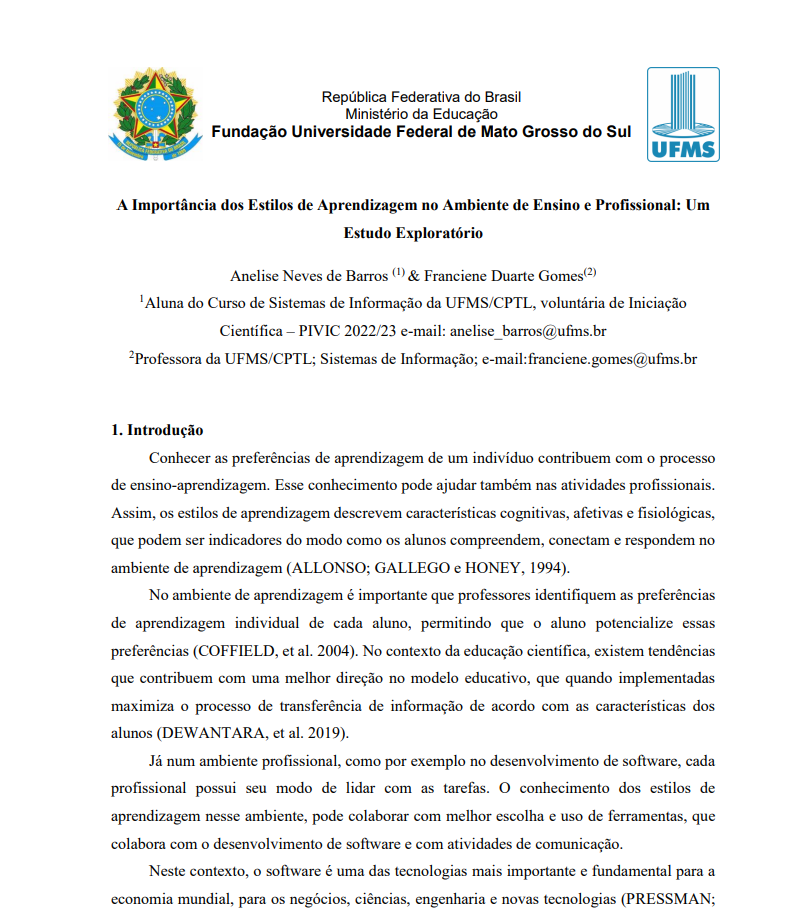 República Federativa do Brasil
Ministério da Educação
Fundação Universidade Federal de Mato Grosso do Sul
UFMS
A Importância dos Estilos de Aprendizagem no Ambiente de Ensino e Profissional: Um
Estudo Exploratório
Anelise Neves de Barros (1) & Franciene Duarte Gomes(2)
1Aluna do Curso de Sistemas de Informação da UFMS/CPTL, voluntária de Iniciação
Científica – PIVIC 2022/23 e-mail: anelise_barros@ufms.br
2Professora da UFMS/CPTL; Sistemas de Informação; e-mail:franciene.gomes@ufms.br
1. Introdução
Conhecer as preferências de aprendizagem de um indivíduo contribuem com o processo
de ensino-aprendizagem. Esse conhecimento pode ajudar também nas atividades profissionais.
Assim, os estilos de aprendizagem descrevem características cognitivas, afetivas e fisiológicas,
que podem ser indicadores do modo como os alunos compreendem, conectam e respondem no
ambiente de aprendizagem (ALLONSO; GALLEGO e HONEY, 1994).
No ambiente de aprendizagem é importante que professores identifiquem as preferências
de aprendizagem individual de cada aluno, permitindo que o aluno potencialize essas
preferências (COFFIELD, et al. 2004). No contexto da educação científica, existem tendências
que contribuem com uma melhor direção no modelo educativo, que quando implementadas
maximiza o processo de transferência de informação de acordo com as características dos
alunos (DEWANTARA, et al. 2019).
Já num ambiente profissional, como por exemplo no desenvolvimento de software, cada
profissional possui seu modo de lidar com as tarefas. O conhecimento dos estilos de
aprendizagem nesse ambiente, pode colaborar com melhor escolha e uso de ferramentas, que
colabora com o desenvolvimento de software e com atividades de comunicação.
Neste contexto, o software é uma das tecnologias mais importante e fundamental para a
economia mundial, para os negócios, ciências, engenharia e novas tecnologias (PRESSMAN;